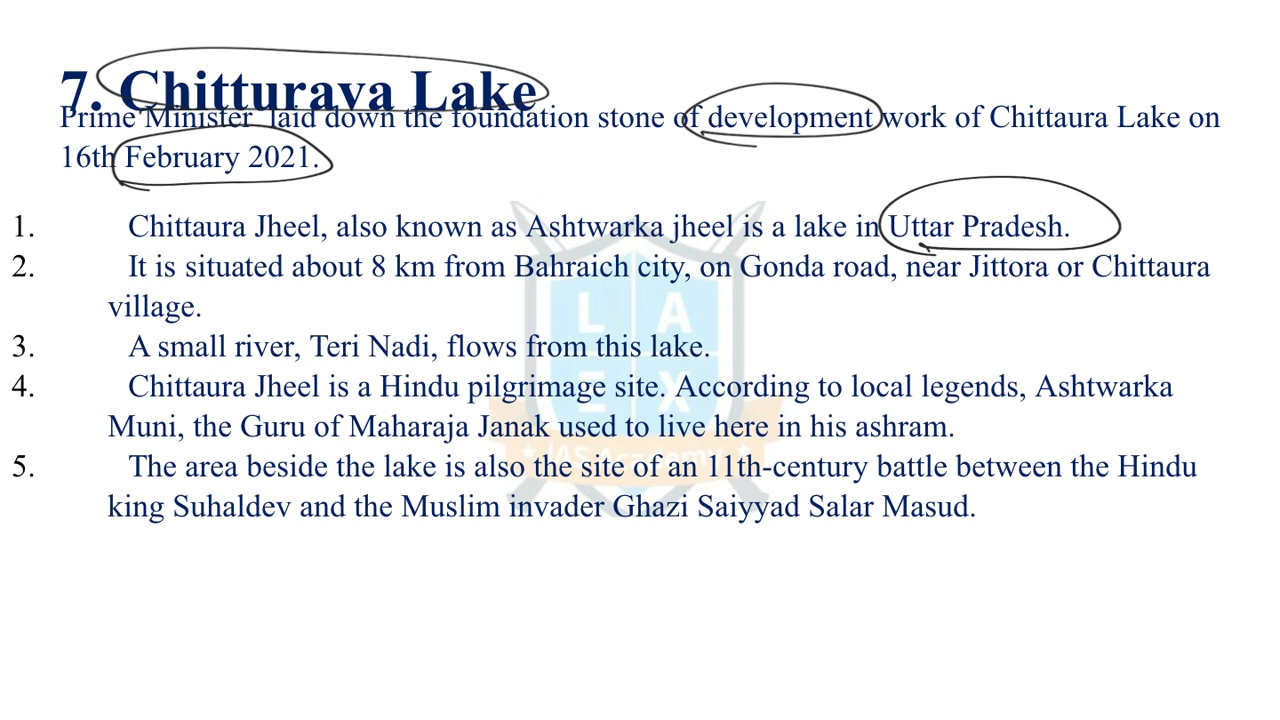 7. Chitturava Lake
Prime Minister laid down the foundation stone of development work of Chittaura Lake on
16th February 2021.
1. Chittaura Jheel, also known as Ashtwarka jheel is a lake in Uttar Pradesh.
2. It is situated about 8 km from Bahraich city, on Gonda road, near Jittora or Chittaura
village.
3. A small river, Teri Nadi, flows from this lake.
4. Chittaura Jheel is a Hindu pilgrimage site. According to local legends, Ashtwarka
Muni, the Guru of Maharaja Janak used to live here in his ashram.
5. The area beside the lake is also the site of an 11th-century battle between the Hindu
king Suhaldev and the Muslim invader Ghazi Saiyyad Salar Masud.
L A
E X
IAS Academy